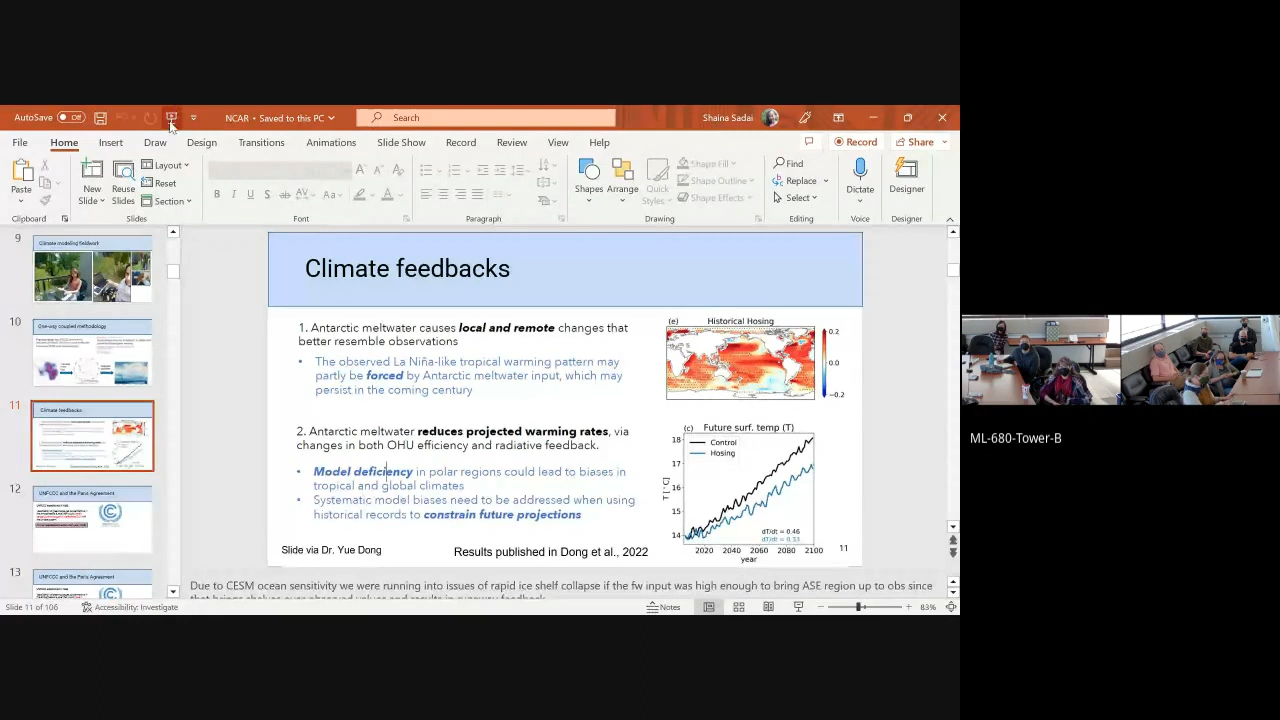 AutoSave Off
NCAR • Saved to this PC
Search
Shaina Sadai
File Home Insert Draw Design Transitions Animations Slide Show Record Review View Help
Record Share
Paste
Clipboard
New
Slide
Reuse
Slides
Layout
Reset
Section
Slides
B I U S ab AV Aa A
Font
Paragraph
Shapes
Arrange
Quick
Styles
Shape Fill
Shape Outline
Shape Effects
Drawing
Find
Replace
Select
Editing
Dictate
Voice
Designer
Designer
9
Climate modeling fieldwork
10
One-way coupled methodology
11
Climate feedbacks
12
UNFCCC and the Paris Agreement
13
UNFCCC and the Paris Agreement
Climate feedbacks
1. Antarctic meltwater causes local and remote changes that
better resemble observations
• The observed La Niña-like tropical warming pattern may
partly be forced by Antarctic meltwater input, which may
persist in the coming century
2. Antarctic meltwater reduces projected warming rates, via
changing both OHU efficiency and radiative feedback.
• Model deficiency in polar regions could lead to biases in
tropical and global climates
• Systematic model biases need to be addressed when using
historical records to constrain future projections
(e) Historical Hosing
0.2
0.0
−0.2
(c) Future surf. temp (T)
Control
Hosing
18
17
16
15
14
T [°C]
dT/dt = 0.46
dT/dt = 0.33
2020 2040 2060 2080 2100
year
Slide via Dr. Yue Dong
Results published in Dong et al., 2022
11
Due to CESM ocean sensitivity we were running into issues of rapid ice shelf collapse if the fw input was high enough to bring ASE region up to obs since
Slide 11 of 106
Accessibility: Investigate
Notes
83%
ML-680-Tower-B